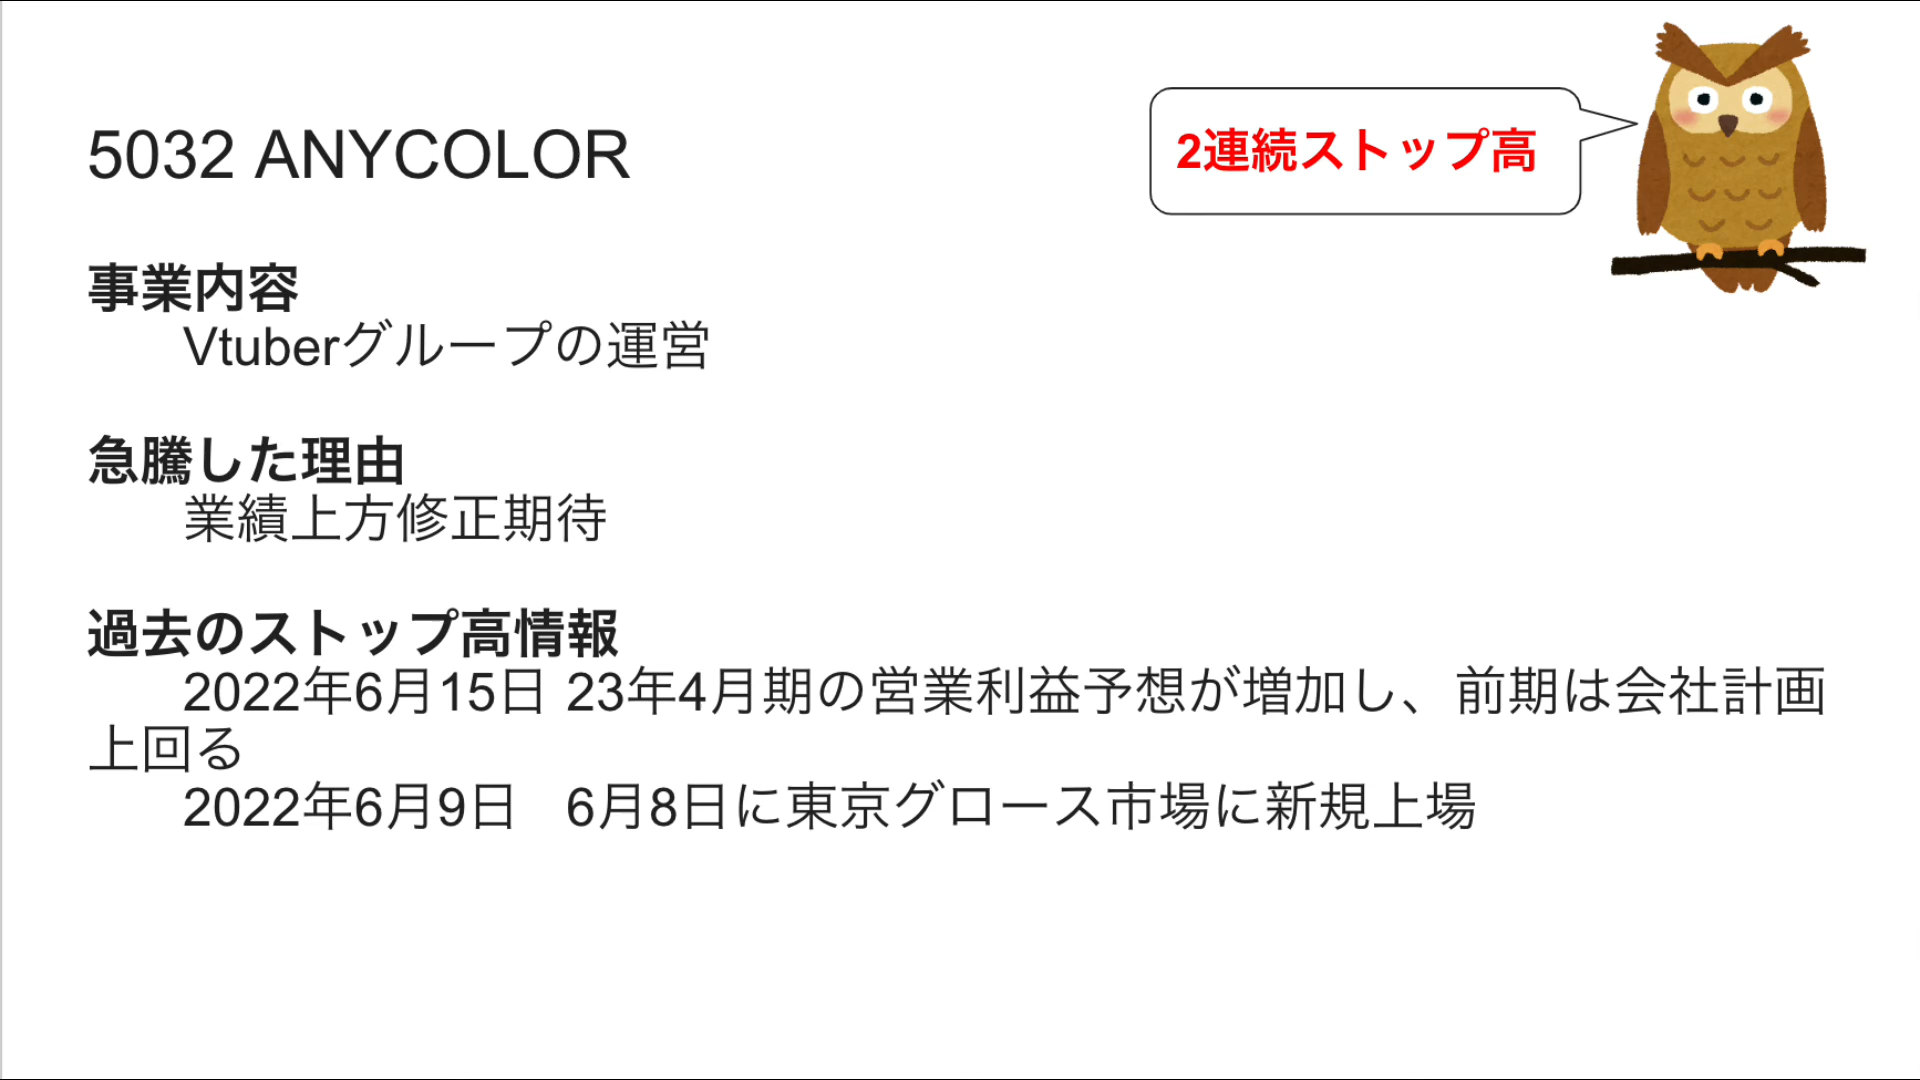 5032 ANYCOLOR
2連続ストップ高
事業内容
Vtuberグループの運営
急騰した理由
業績上方修正期待
過去のストップ高情報
2022年6月15日 23年4月期の営業利益予想が増加し、前期は会社計画
上回る
2022年6月9日　6月8日に東京グロース市場に新規上場